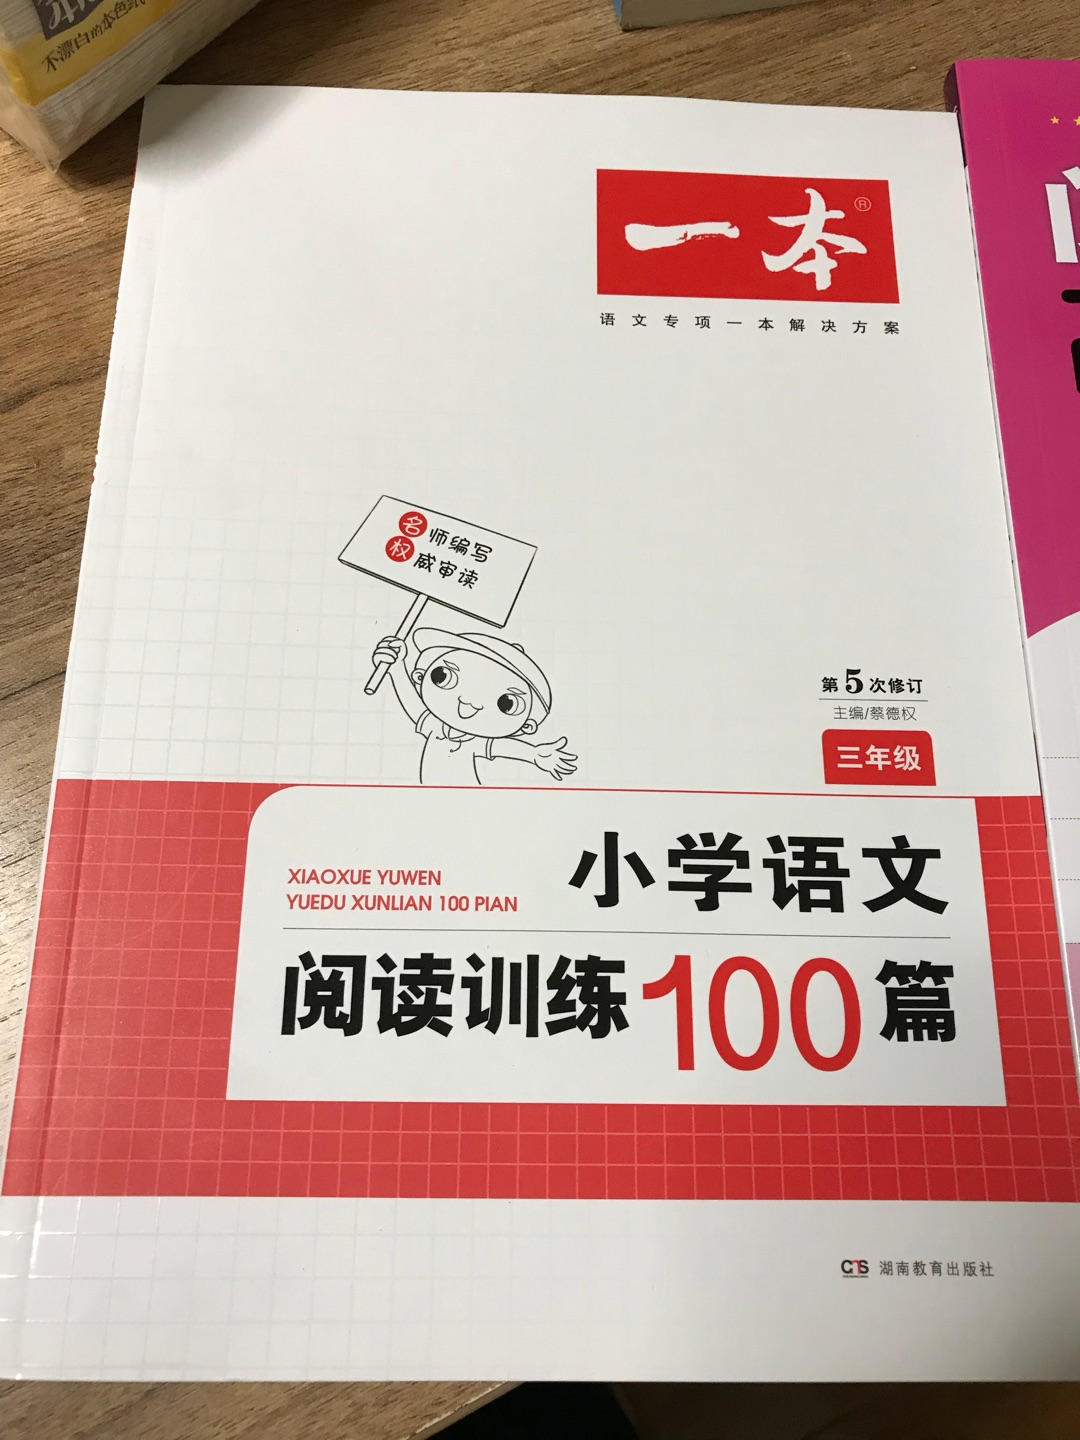 不漂白的本色纸
一本®
语文专项一本解决方案
名师编写
权威审读
第5次修订
主编/蔡德权
三年级
小学语文
XIAOXUE YUWEN
YUEDU XUNLIAN 100 PIAN
阅读训练100篇
湖南教育出版社